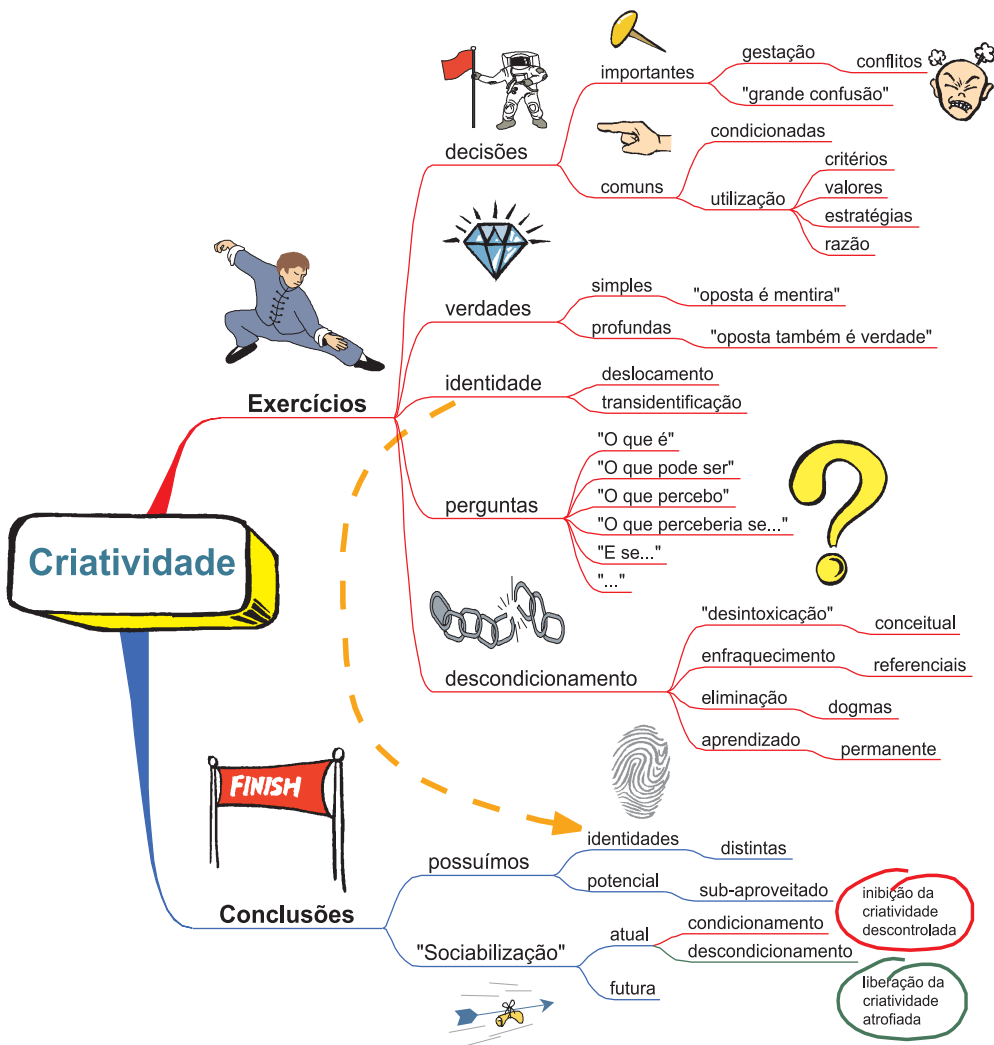 Criatividade
Exercícios
decisões
importantes
gestação
conflitos
"grande confusão"
comuns
condicionadas
utilização
critérios
valores
estratégias
razão
verdades
simples
"oposta é mentira"
profundas
"oposta também é verdade"
identidade
deslocamento
transidentificação
perguntas
"O que é"
"O que pode ser"
"O que percebo"
"O que perceberia se..."
"E se..."
"..."
descondicionamento
"desintoxicação"
conceitual
enfraquecimento
referenciais
eliminação
dogmas
aprendizado
permanente
FINISH
Conclusões
possuímos
identidades
distintas
potencial
sub-aproveitado
"Sociabilização"
atual
condicionamento
descondicionamento
futura
inibição da
criatividade
descontrolada
liberação da
criatividade
atrofiada